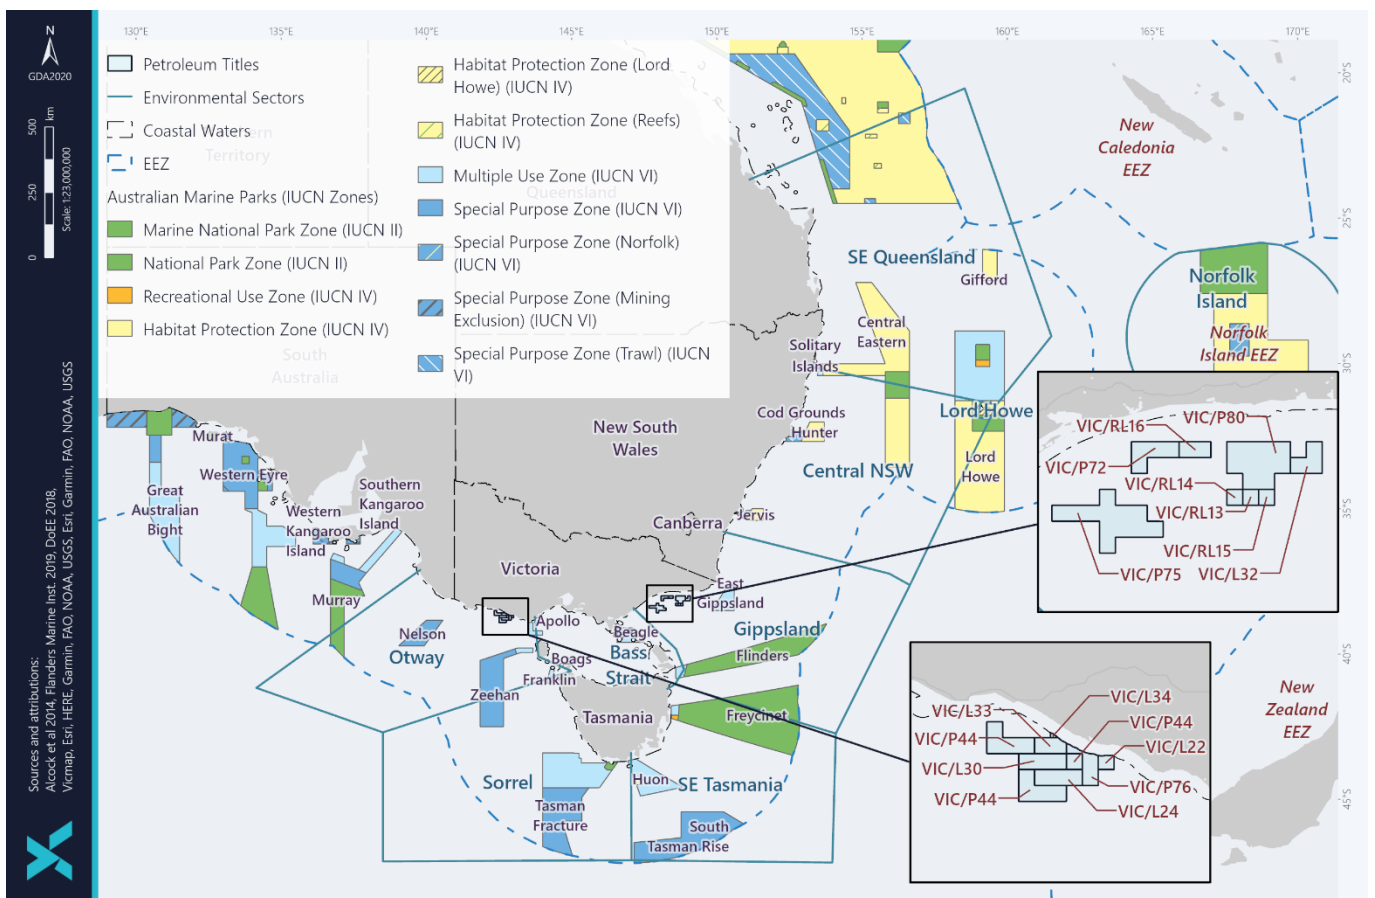 N
GDA2020
500
km
250
0
Scale: 1:23,000,000
Sources and attributions:
Alcock et al 2014, Flanders Marine Inst. 2019, DoEE 2018,
Vicmap, Esri, HERE, Garmin, FAO, NOAA, USGS, Esri, Garmin, FAO, NOAA, USGS
130°E
135°E
140°E
145°E
150°E
155°E
160°E
165°E
170°E
20°S
25°S
30°S
35°S
40°S
45°S
Petroleum Titles
Environmental Sectors
Coastal Waters
EEZ
Australian Marine Parks (IUCN Zones)
Marine National Park Zone (IUCN II)
National Park Zone (IUCN II)
Recreational Use Zone (IUCN IV)
Habitat Protection Zone (IUCN IV)
Habitat Protection Zone (Lord
Howe) (IUCN IV)
Habitat Protection Zone (Reefs)
(IUCN IV)
Multiple Use Zone (IUCN VI)
Special Purpose Zone (IUCN VI)
Special Purpose Zone (Norfolk)
(IUCN VI)
Special Purpose Zone (Mining
Exclusion) (IUCN VI)
Special Purpose Zone (Trawl) (IUCN
VI)
Territory
Queensland
South
Australia
New
Caledonia
EEZ
SE Queensland
Gifford
Norfolk
Island
Norfolk
Island EEZ
Central
Eastern
Solitary
Islands
Lord Howe
Cod Grounds
Hunter
Lord
Howe
Central NSW
New South
Wales
Murat
Western Eyre
Great
Australian
Bight
Southern
Kangaroo
Island
Western
Kangaroo
Island
Murray
Canberra
Jervis
Victoria
East
Gippsland
Nelson
Otway
Apollo
Beagle
Bass
Strait
Gippsland
Flinders
Boags
Franklin
Zeehan
Tasmania
Freycinet
Sorrel
Huon
SE Tasmania
Tasman
Fracture
South
Tasman Rise
New
Zealand
EEZ
VIC/RL16
VIC/P80
VIC/P72
VIC/RL14
VIC/RL13
VIC/RL15
VIC/P75
VIC/L32
VIC/L34
VIC/L33
VIC/P44
VIC/P44
VIC/L22
VIC/L30
VIC/P76
VIC/P44
VIC/L24